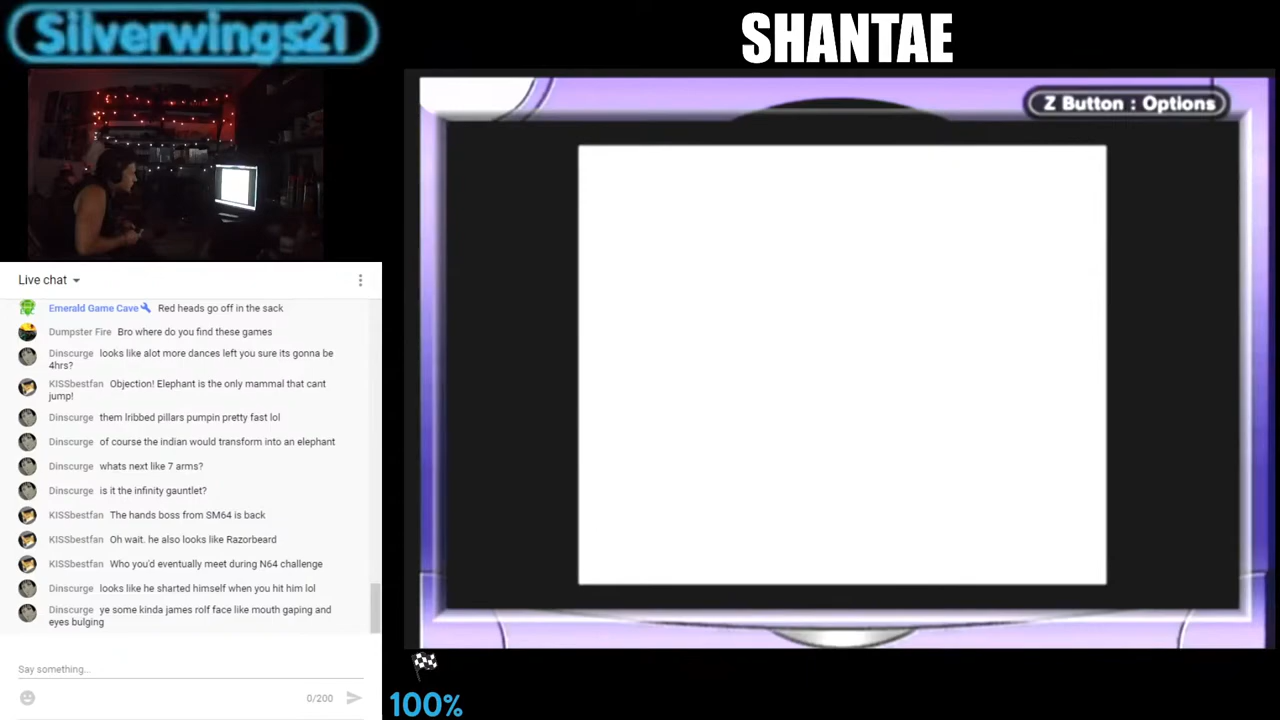 Silverwings21
SHANTAE
Z Button : Options
Live chat
Emerald Game Cave Red heads go off in the sack
Dumpster Fire Bro where do you find these games
Dinscurge looks like alot more dances left you sure its gonna be
4hrs?
KISSbestfan Objection! Elephant is the only mammal that cant
jump!
Dinscurge them lribbed pillars pumpin pretty fast lol
Dinscurge of course the indian would transform into an elephant
Dinscurge whats next like 7 arms?
Dinscurge is it the infinity gauntlet?
KISSbestfan The hands boss from SM64 is back
KISSbestfan Oh wait. he also looks like Razorbeard
KISSbestfan Who you'd eventually meet during N64 challenge
Dinscurge looks like he sharted himself when you hit him lol
Dinscurge ye some kinda james rolf face like mouth gaping and
eyes bulging
Say something...
0/200
100%